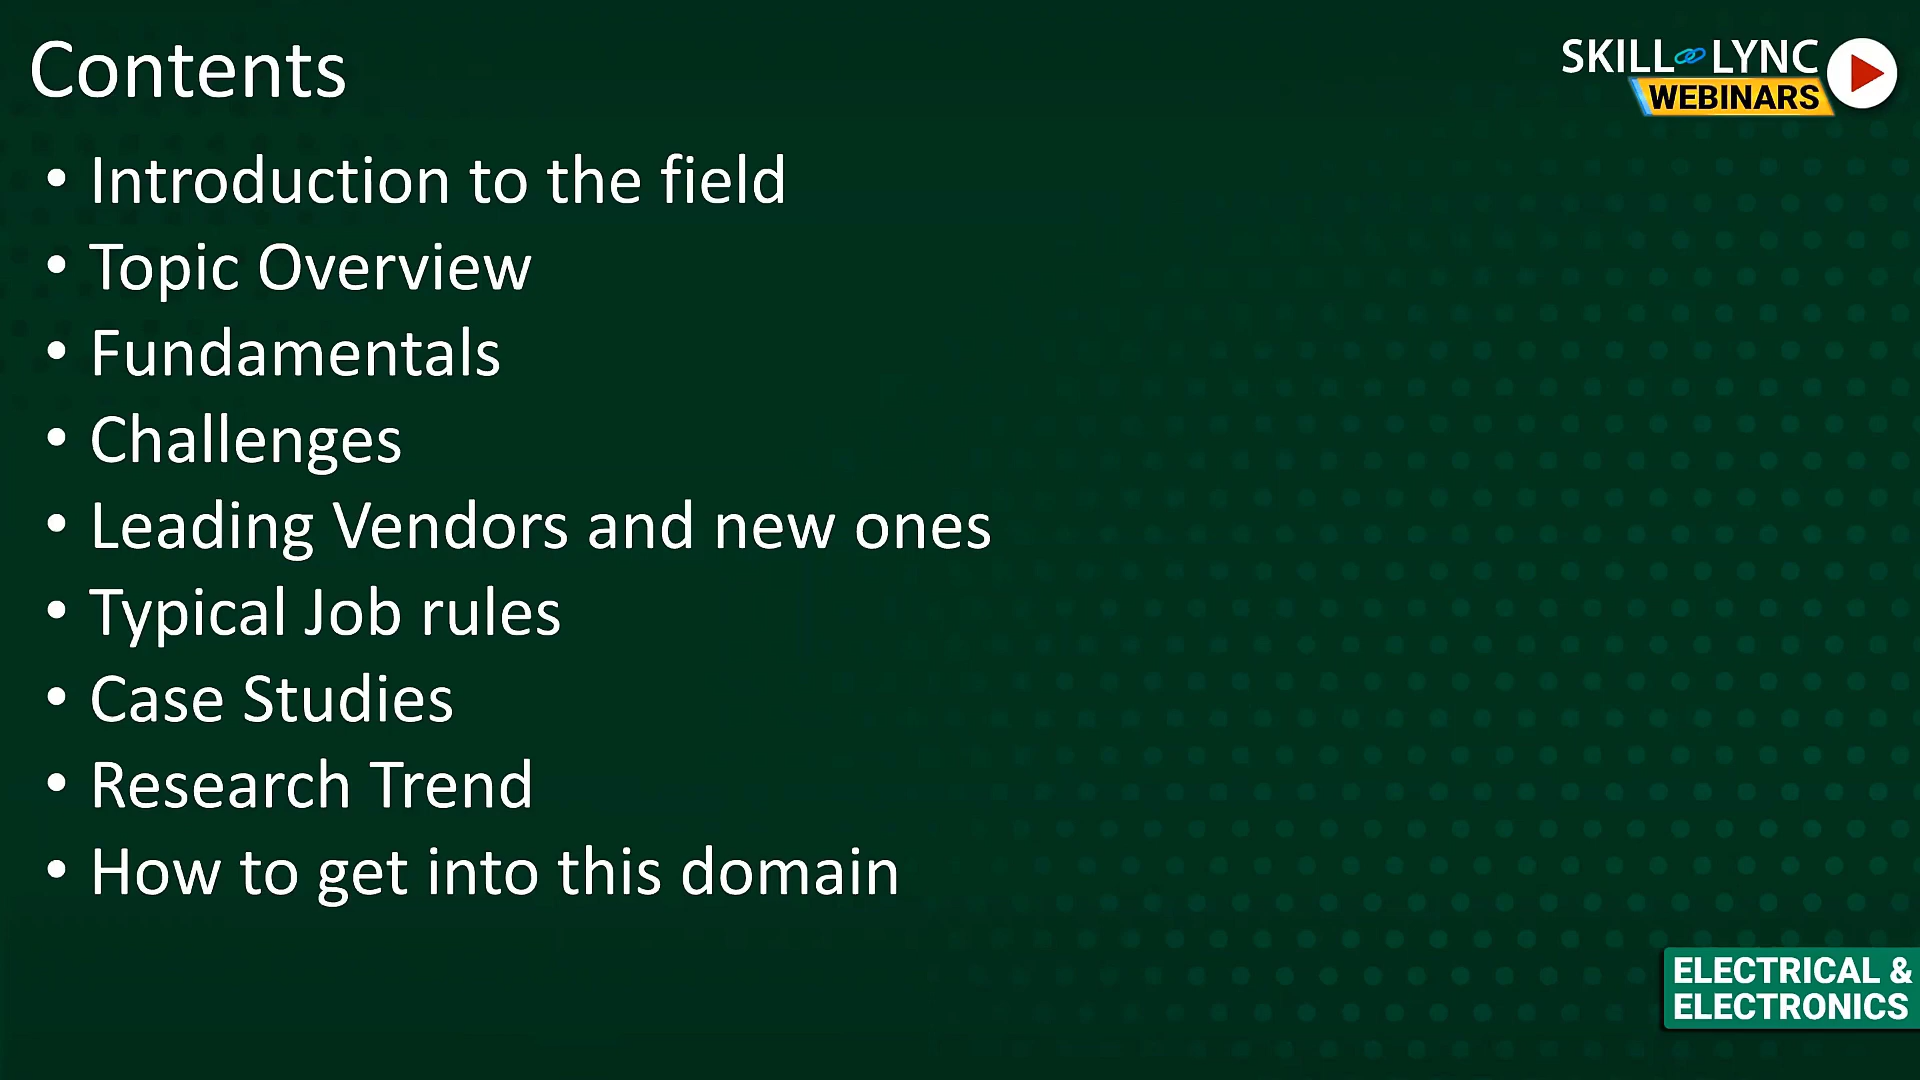 Contents
SKILL LYNC
WEBINARS
• Introduction to the field
• Topic Overview
• Fundamentals
• Challenges
• Leading Vendors and new ones
• Typical Job rules
• Case Studies
• Research Trend
• How to get into this domain
ELECTRICAL &
ELECTRONICS